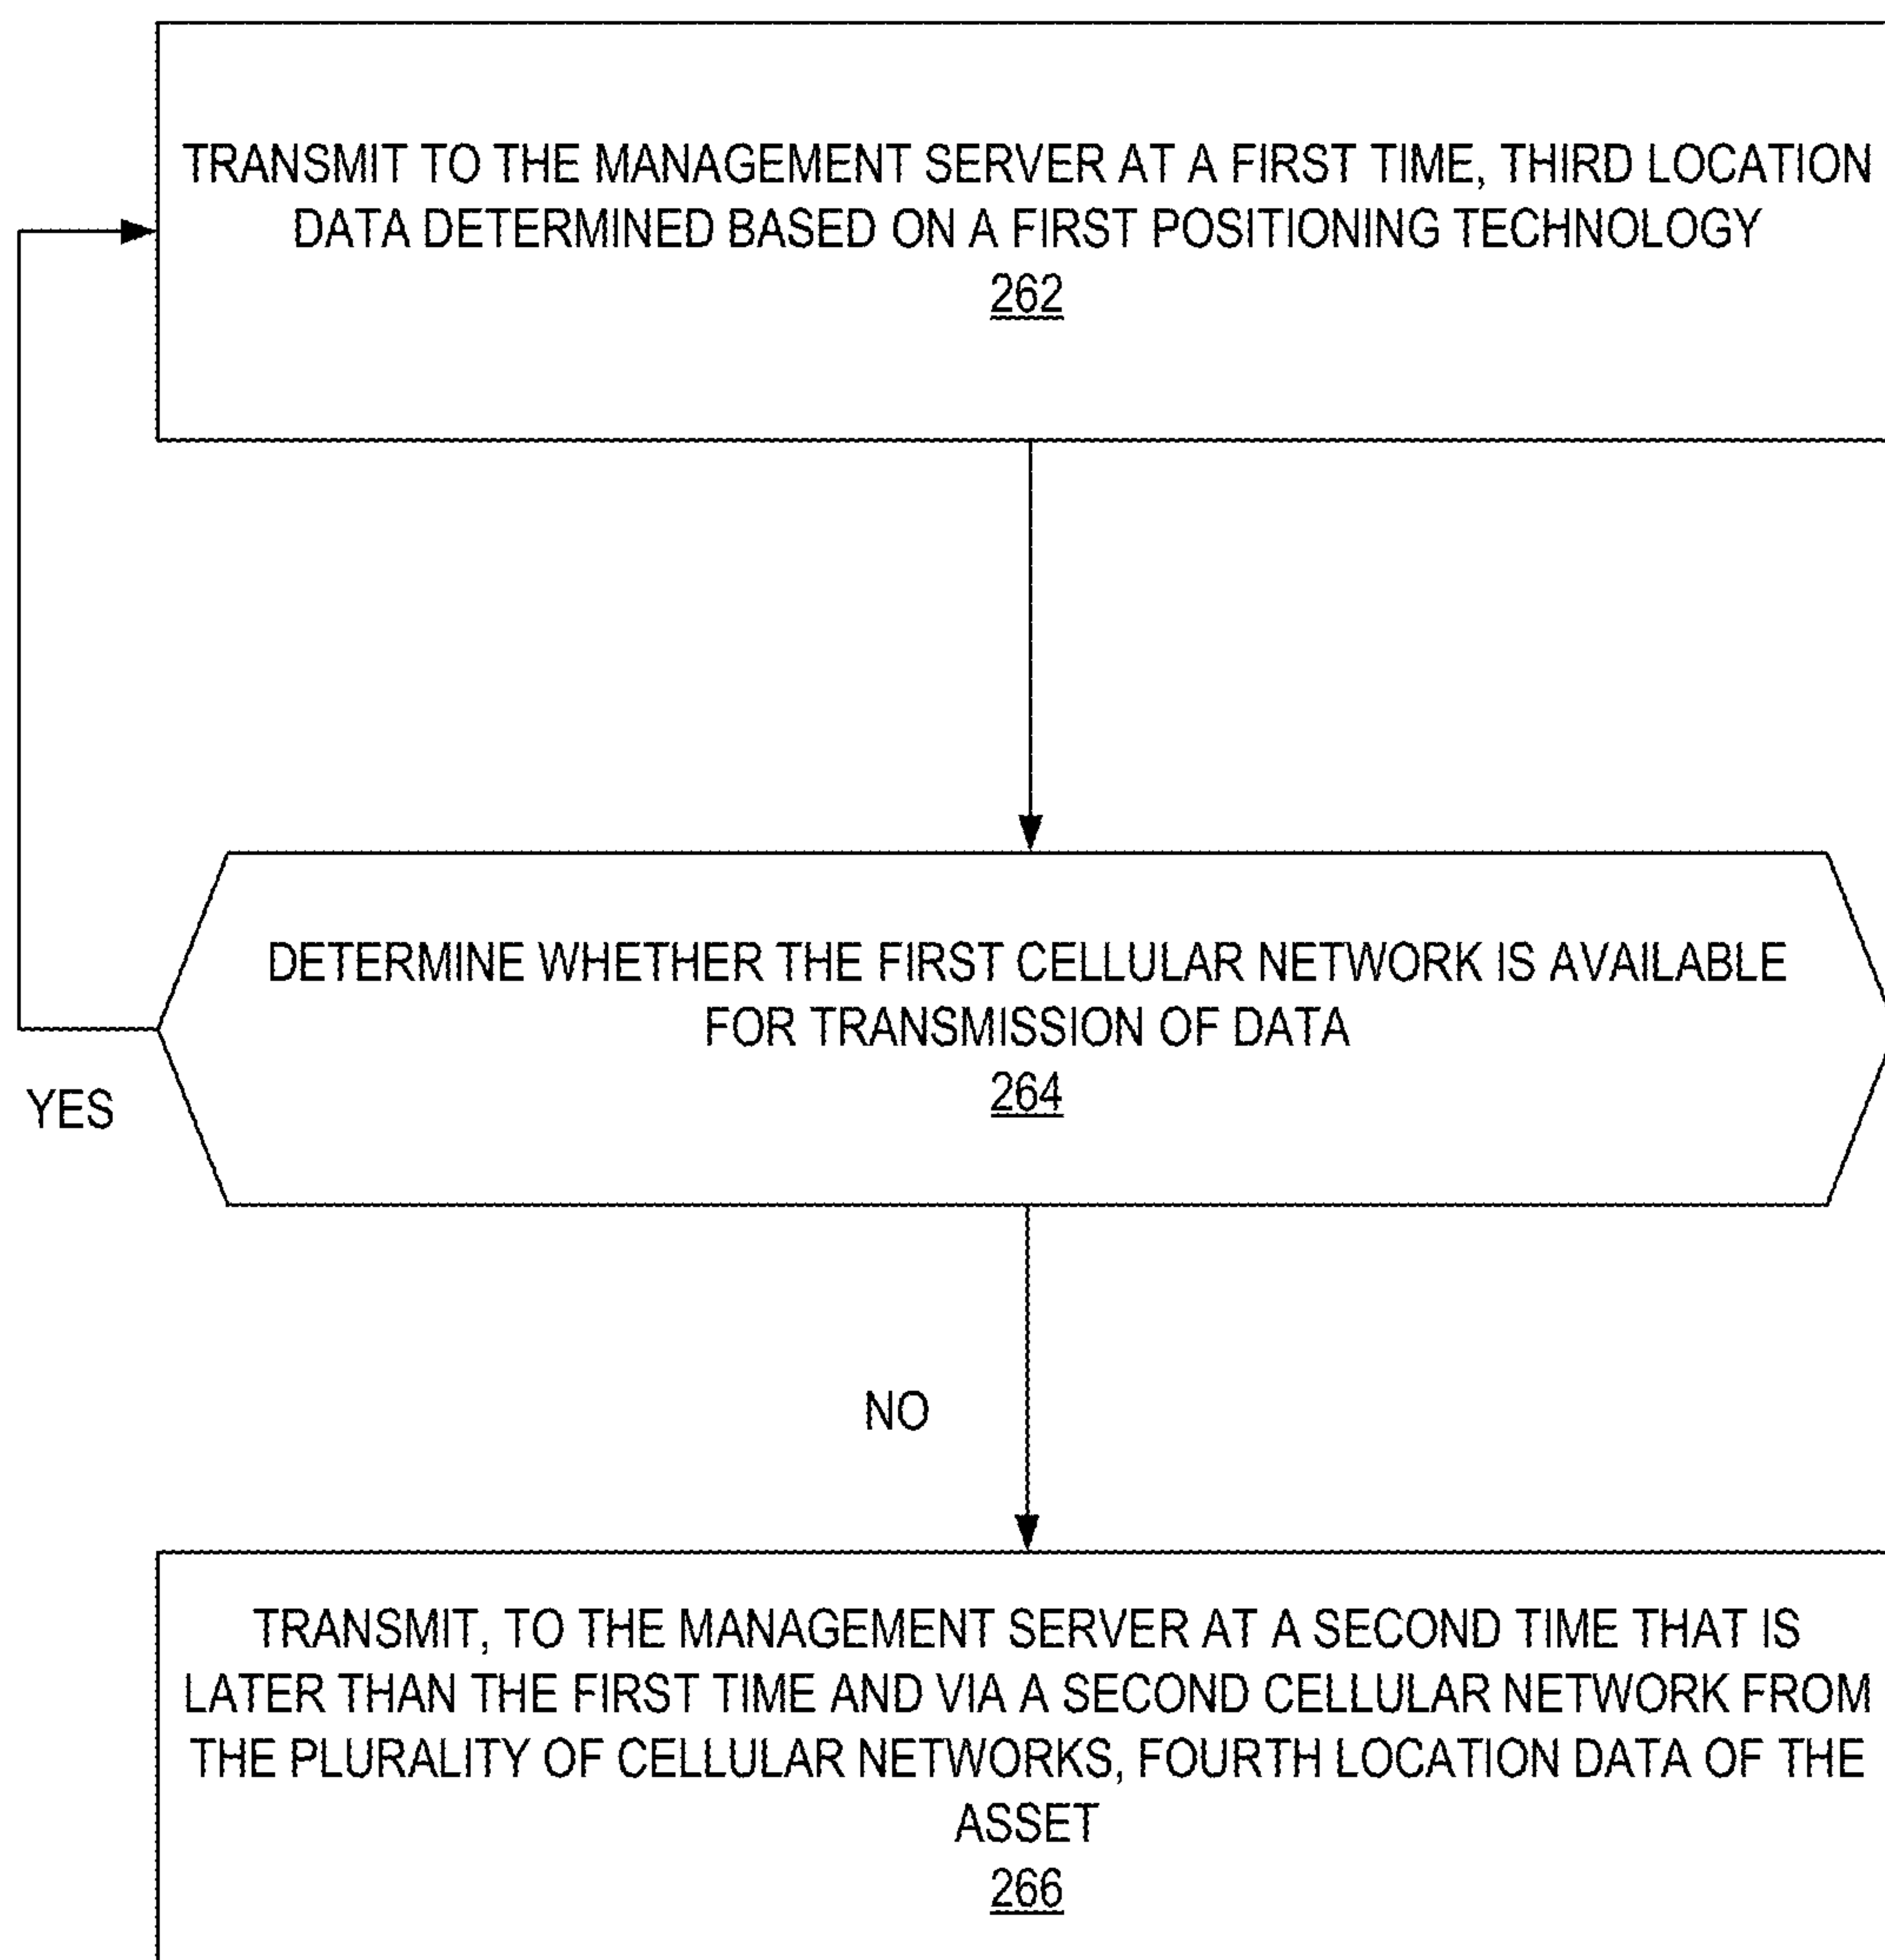 TRANSMIT TO THE MANAGEMENT SERVER AT A FIRST TIME, THIRD LOCATION
DATA DETERMINED BASED ON A FIRST POSITIONING TECHNOLOGY
262
DETERMINE WHETHER THE FIRST CELLULAR NETWORK IS AVAILABLE
FOR TRANSMISSION OF DATA
264
YES
NO
TRANSMIT, TO THE MANAGEMENT SERVER AT A SECOND TIME THAT IS
LATER THAN THE FIRST TIME AND VIA A SECOND CELLULAR NETWORK FROM
THE PLURALITY OF CELLULAR NETWORKS, FOURTH LOCATION DATA OF THE
ASSET
266